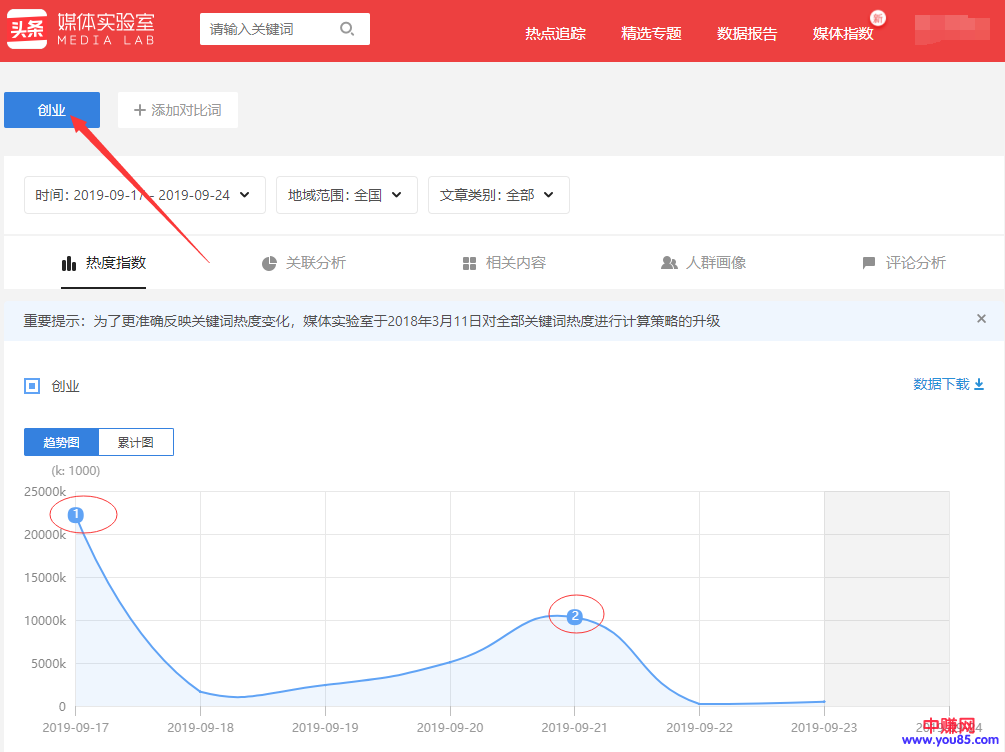 头条 媒体实验室
MEDIA LAB
请输入关键词
热点追踪 精选专题 数据报告 媒体指数 新
创业 + 添加对比词
时间: 2019-09-17 - 2019-09-24 地域范围: 全国 文章类别: 全部
热度指数 关联分析 相关内容 人群画像 评论分析
重要提示：为了更准确反映关键词热度变化，媒体实验室于2018年3月11日对全部关键词热度进行计算策略的升级 ×
创业 数据下载
趋势图 累计图
(k: 1000)
25000k
1
20000k
15000k
10000k
2
5000k
0
2019-09-17 2019-09-18 2019-09-19 2019-09-20 2019-09-21 2019-09-22 2019-09-23
中赚网
www.you85.com